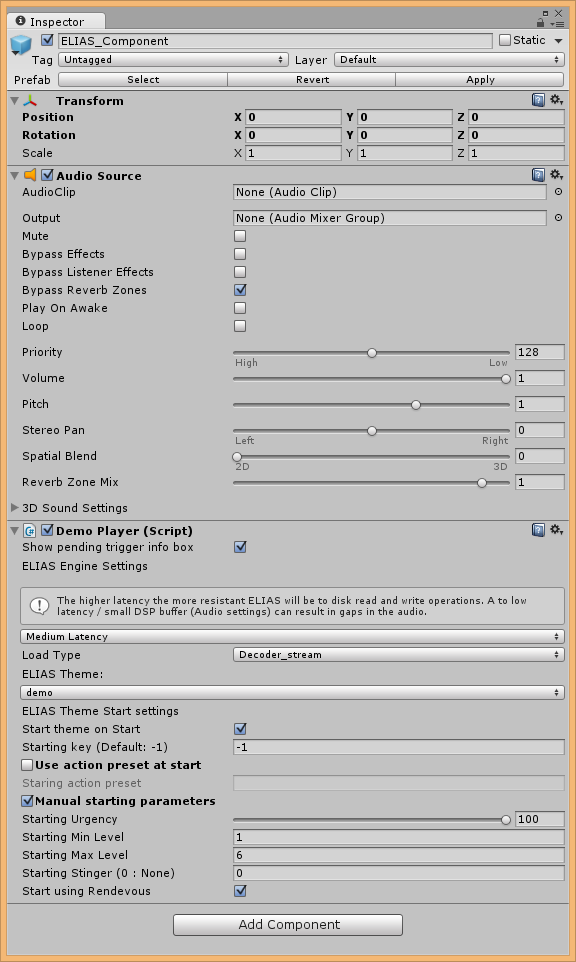 Inspector
ELIAS_Component
Static
Tag Untagged Layer Default
Prefab Select Revert Apply
Transform
Position X 0 Y 0 Z 0
Rotation X 0 Y 0 Z 0
Scale X 1 Y 1 Z 1
Audio Source
AudioClip None (Audio Clip)
Output None (Audio Mixer Group)
Mute
Bypass Effects
Bypass Listener Effects
Bypass Reverb Zones
Play On Awake
Loop
Priority 128
High Low
Volume 1
Pitch 1
Stereo Pan 0
Left Right
Spatial Blend 0
2D 3D
Reverb Zone Mix 1
3D Sound Settings
Demo Player (Script)
Show pending trigger info box
ELIAS Engine Settings
The higher latency the more resistant ELIAS will be to disk read and write operations. A to low
latency / small DSP buffer (Audio settings) can result in gaps in the audio.
Medium Latency
Load Type Decoder_stream
ELIAS Theme:
demo
ELIAS Theme Start settings
Start theme on Start
Starting key (Default: -1) -1
Use action preset at start
Staring action preset
Manual starting parameters
Starting Urgency 100
Starting Min Level 1
Starting Max Level 6
Starting Stinger (0 : None) 0
Start using Rendevous
Add Component